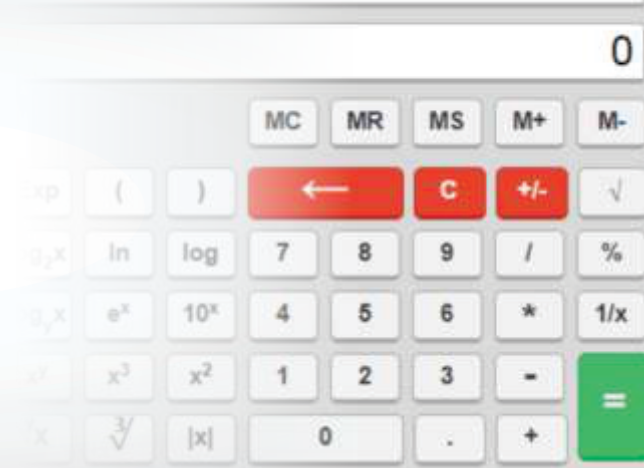 0
MC MR MS M+ M-
( ) ← C +/- √
ln log 7 8 9 / %
eˣ 10ˣ 4 5 6 * 1/x
x³ x² 1 2 3 - =
∛ |x| 0 . +